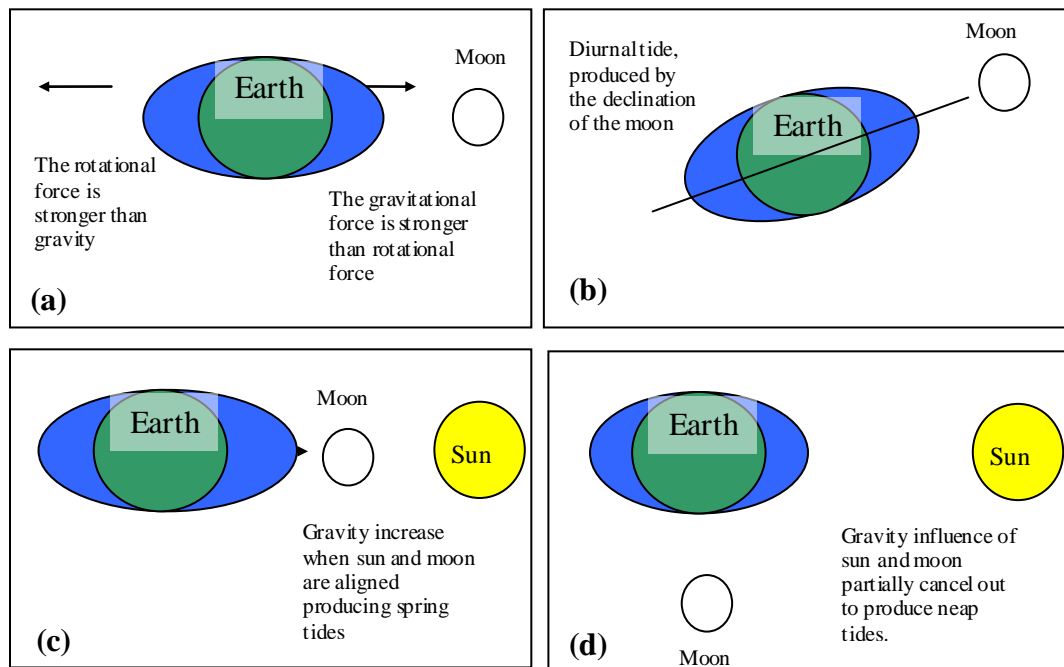 Earth
Moon
The rotational
force is
stronger than
gravity
The gravitational
force is stronger
than rotational
force
(a)
Diurnal tide,
produced by
the declination
of the moon
Moon
Earth
(b)
Earth
Moon
Sun
Gravity increase
when sun and moon
are aligned
producing spring
tides
(c)
Earth
Sun
Gravity influence of
sun and moon
partially cancel out
to produce neap
tides.
Moon
(d)